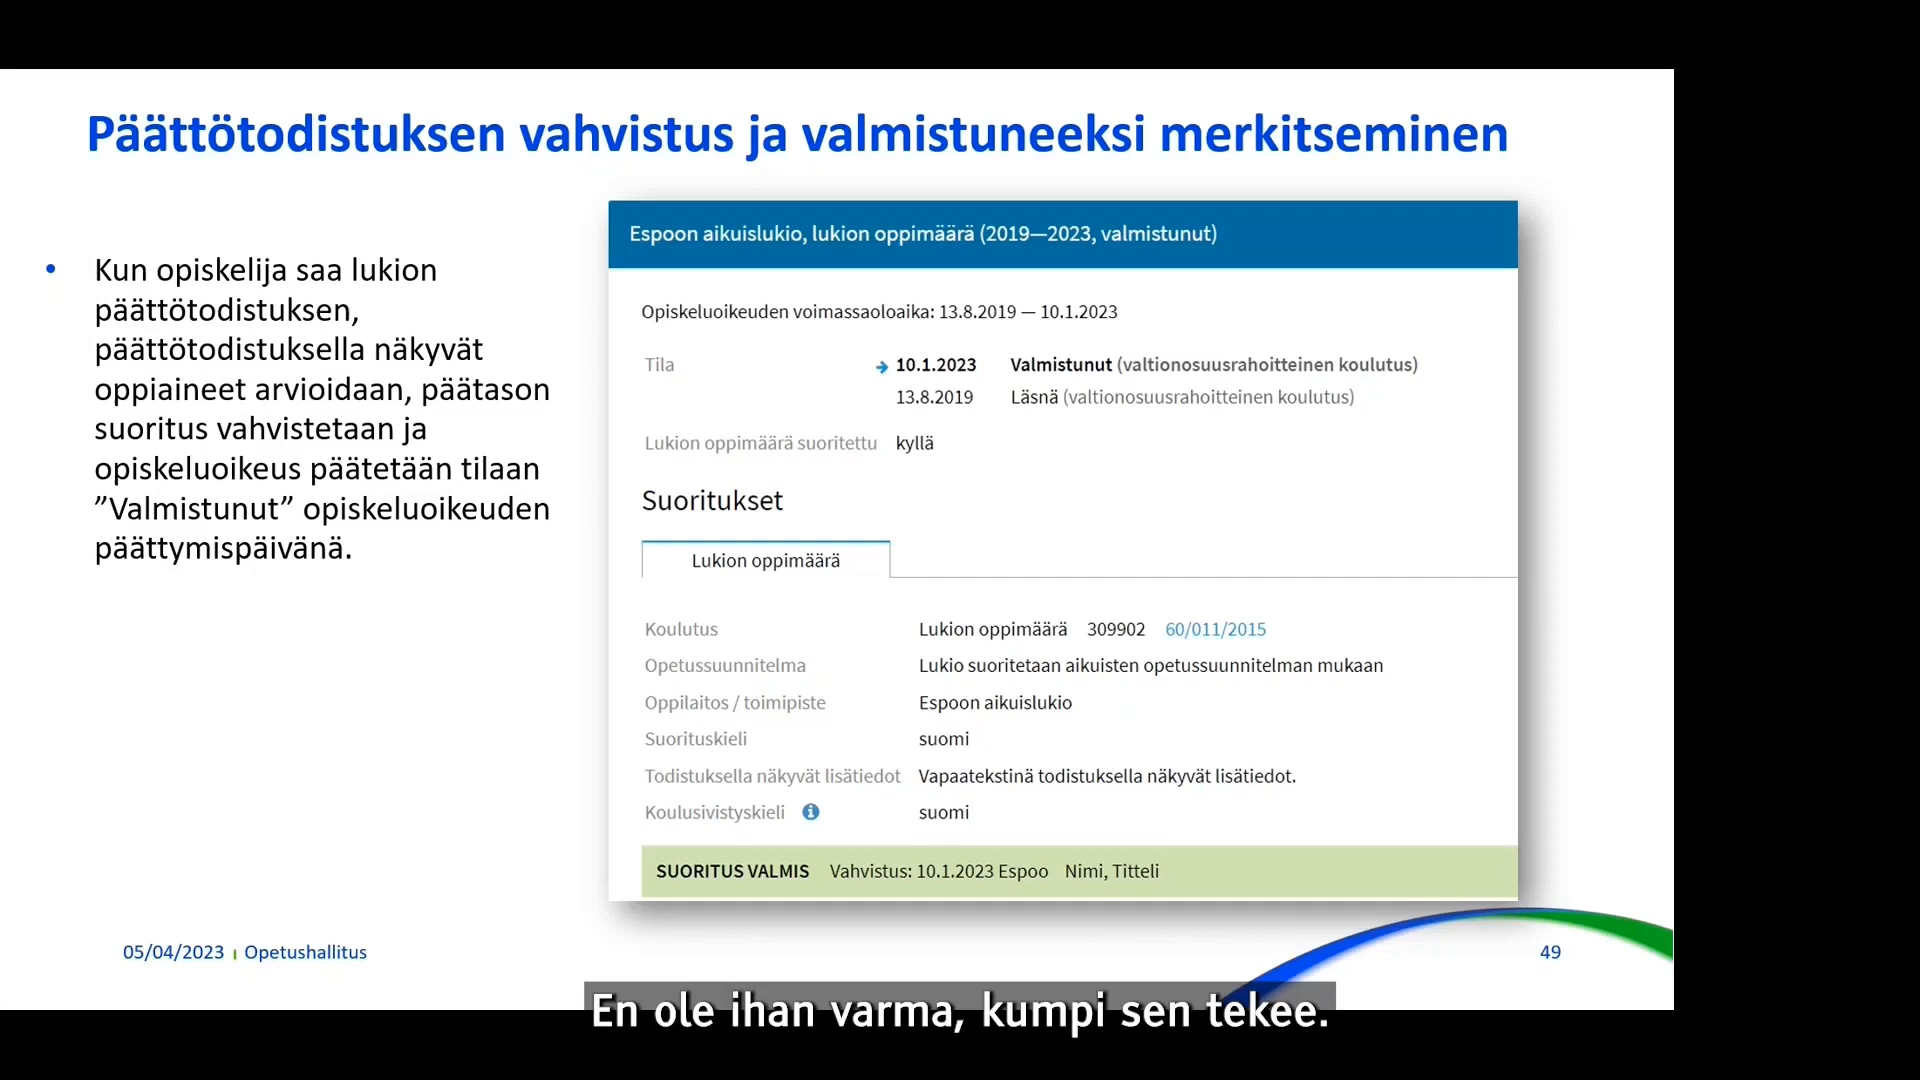 Päättötodistuksen vahvistus ja valmistuneeksi merkitseminen
• Kun opiskelija saa lukion
päättötodistuksen,
päättötodistuksella näkyvät
oppiaineet arvioidaan, päätason
suoritus vahvistetaan ja
opiskeluoikeus päätetään tilaan
”Valmistunut” opiskeluoikeuden
päättymispäivänä.
Espoon aikuislukio, lukion oppimäärä (2019—2023, valmistunut)
Opiskeluoikeuden voimassaoloaika: 13.8.2019 — 10.1.2023
Tila 10.1.2023 Valmistunut (valtionosuusrahoitteinen koulutus)
13.8.2019 Läsnä (valtionosuusrahoitteinen koulutus)
Lukion oppimäärä suoritettu kyllä
Suoritukset
Lukion oppimäärä
Koulutus Lukion oppimäärä 309902 60/011/2015
Opetussuunnitelma Lukio suoritetaan aikuisten opetussuunnitelman mukaan
Oppilaitos / toimipiste Espoon aikuislukio
Suorituskieli suomi
Todistuksella näkyvät lisätiedot Vapaatekstinä todistuksella näkyvät lisätiedot.
Koulusivistyskieli suomi
SUORITUS VALMIS Vahvistus: 10.1.2023 Espoo Nimi, Titteli
05/04/2023 Opetushallitus 49
En ole ihan varma, kumpi sen tekee.